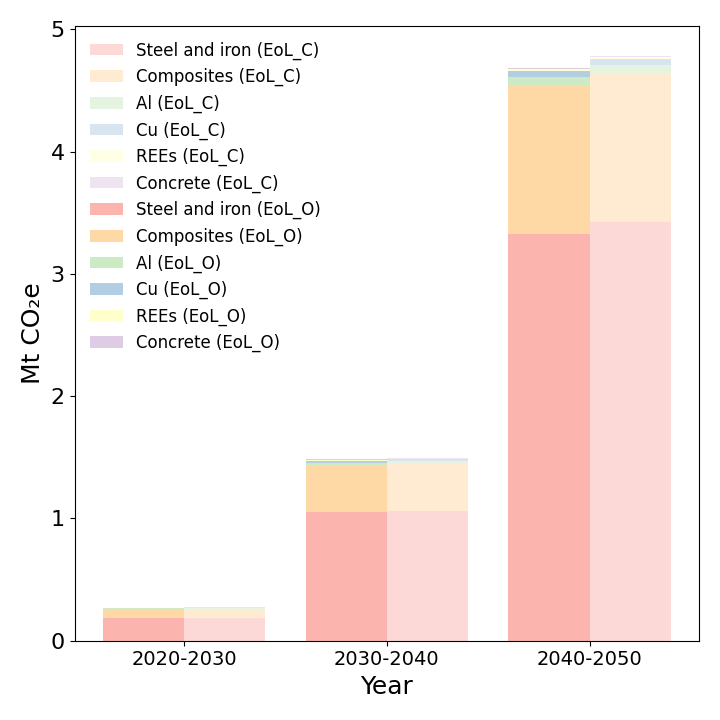 5
4
3
2
1
0
Mt CO₂e
Steel and iron (EoL_C)
Composites (EoL_C)
Al (EoL_C)
Cu (EoL_C)
REEs (EoL_C)
Concrete (EoL_C)
Steel and iron (EoL_O)
Composites (EoL_O)
Al (EoL_O)
Cu (EoL_O)
REEs (EoL_O)
Concrete (EoL_O)
2020-2030
2030-2040
2040-2050
Year